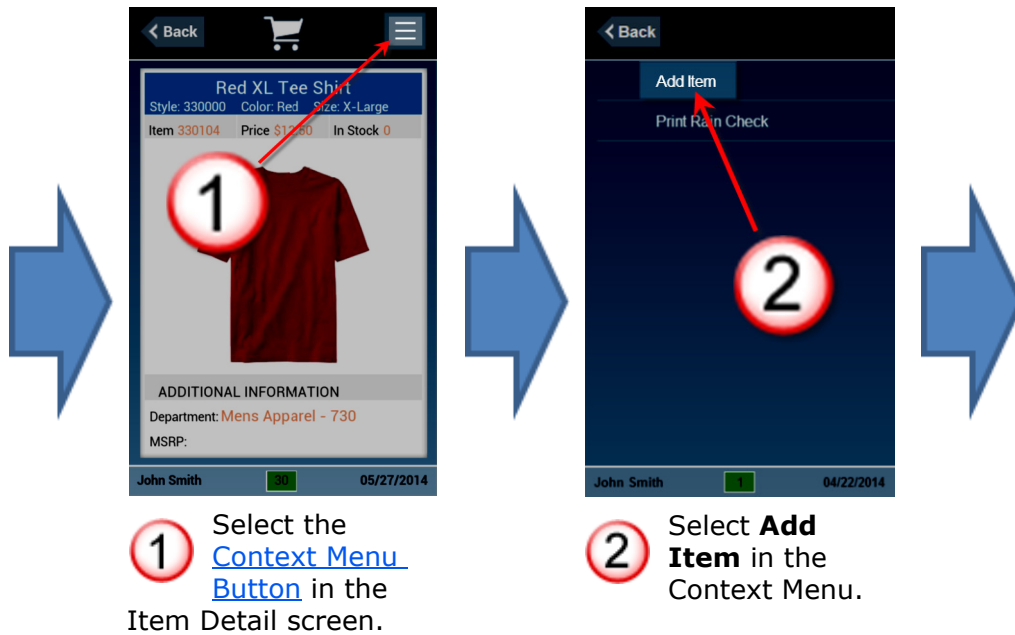 Back
Red XL Tee Shirt
Style: 330000 Color: Red Size: X-Large
Item 330104 Price $12.80 In Stock 0
1
ADDITIONAL INFORMATION
Department: Mens Apparel - 730
MSRP:
John Smith 30 05/27/2014
1 Select the
Context Menu
Button in the
Item Detail screen.
Back
Add Item
Print Rain Check
2
John Smith 1 04/22/2014
2 Select Add
Item in the
Context Menu.